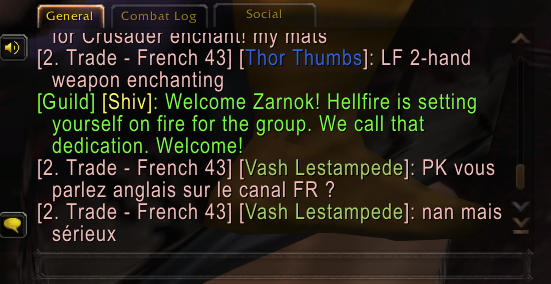 General
Combat Log
Social
for Crusader enchant! my mats
[2. Trade - French 43] [Thor Thumbs]: LF 2-hand
weapon enchanting
[Guild] [Shiv]: Welcome Zarnok! Hellfire is setting
yourself on fire for the group. We call that
dedication. Welcome!
[2. Trade - French 43] [Vash Lestampede]: PK vous
parlez anglais sur le canal FR ?
[2. Trade - French 43] [Vash Lestampede]: nan mais
sérieux